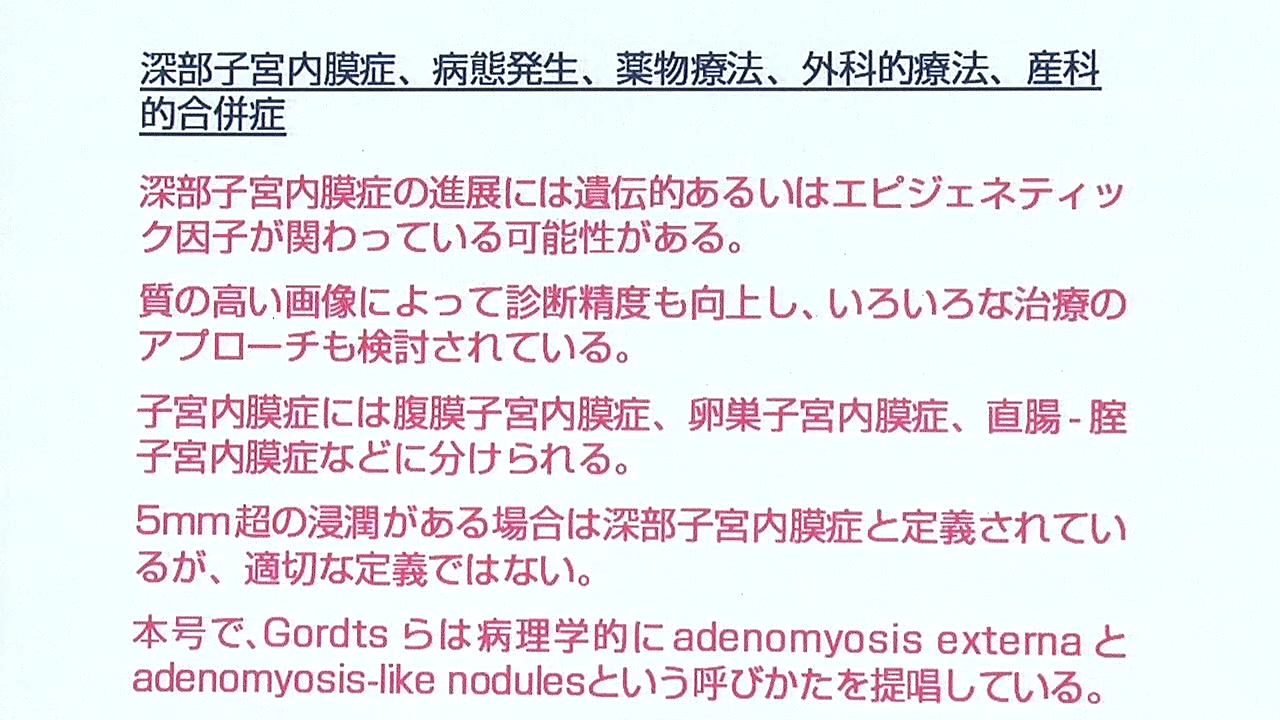 深部子宮内膜症、病態発生、薬物療法、外科的療法、産科
的合併症
深部子宮内膜症の進展には遺伝的あるいはエピジェネティッ
ク因子が関わっている可能性がある。
質の高い画像によって診断精度も向上し、いろいろな治療の
アプローチも検討されている。
子宮内膜症には腹膜子宮内膜症、卵巣子宮内膜症、直腸-腟
子宮内膜症などに分けられる。
5mm超の浸潤がある場合は深部子宮内膜症と定義されてい
るが、適切な定義ではない。
本号で、Gordts らは病理学的にadenomyosis externa と
adenomyosis-like nodulesという呼びかたを提唱している。